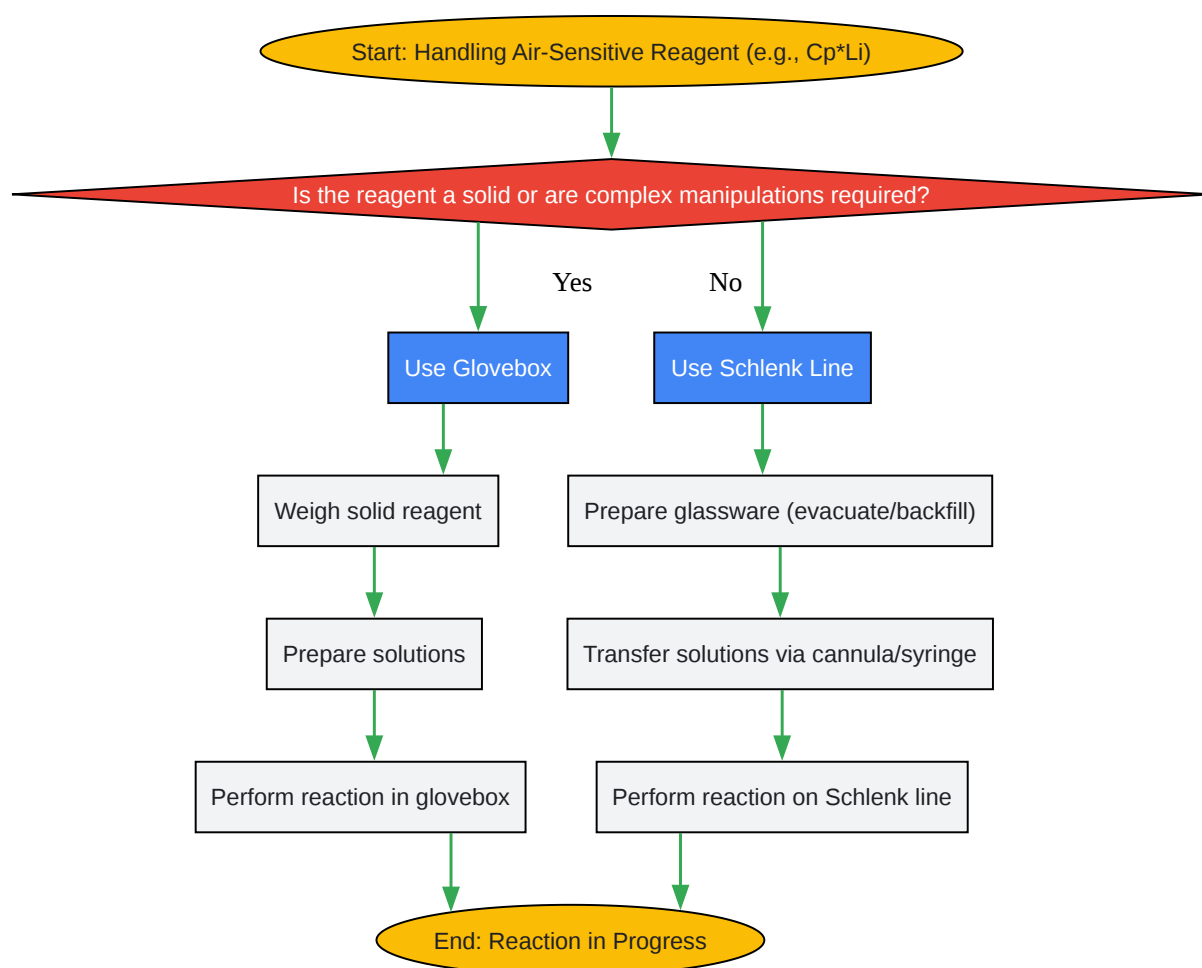 Start: Handling Air-Sensitive Reagent (e.g., Cp*Li)
Is the reagent a solid or are complex manipulations required?
Yes
No
Use Glovebox
Use Schlenk Line
Weigh solid reagent
Prepare glassware (evacuate/backfill)
Prepare solutions
Transfer solutions via cannula/syringe
Perform reaction in glovebox
Perform reaction on Schlenk line
End: Reaction in Progress